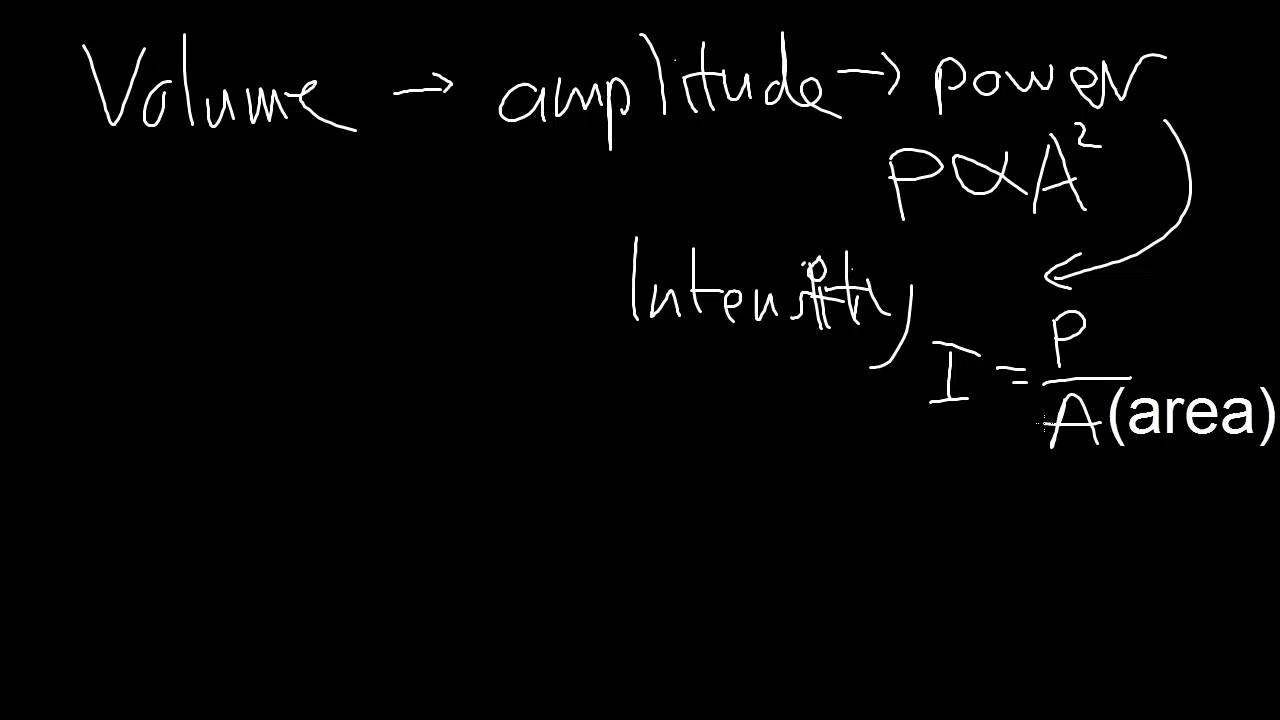 Volume → amplitude → power
P ∝ A²
Intensity
I = P
A (area)